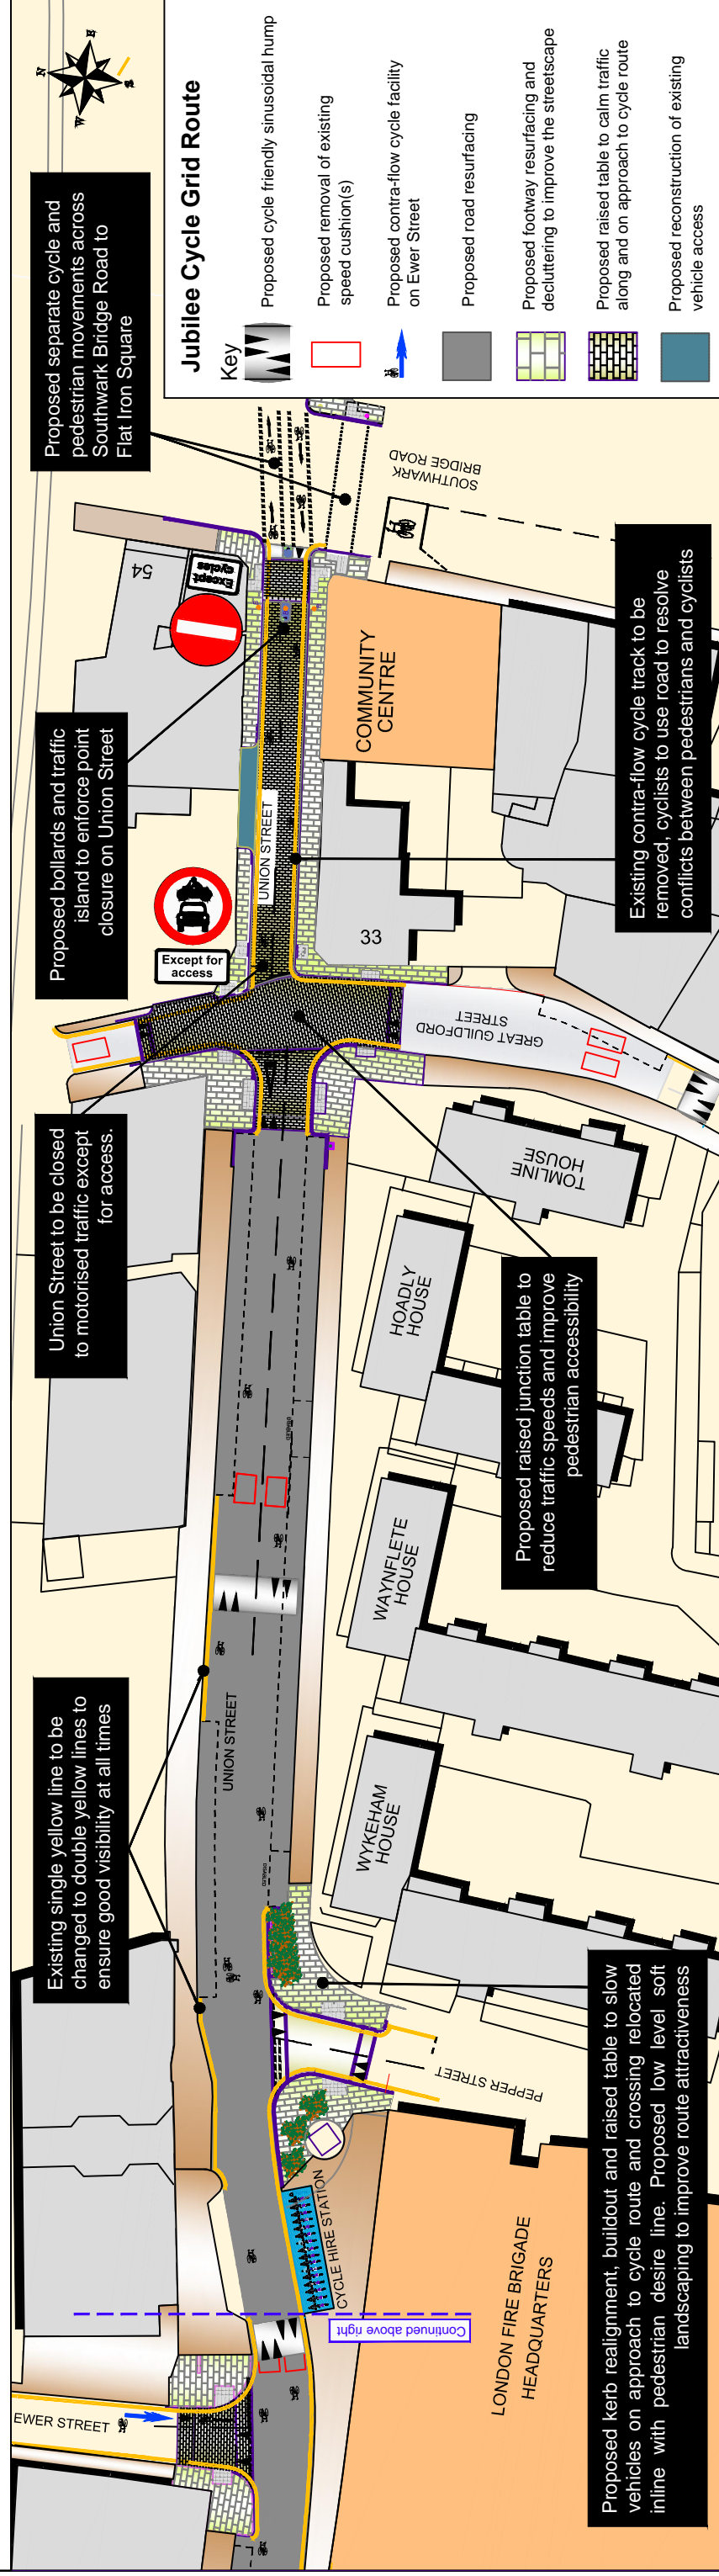 Proposed separate cycle and
pedestrian movements across
Southwark Bridge Road to
Flat Iron Square
N
E
S
W
Jubilee Cycle Grid Route
Key
Proposed cycle friendly sinusoidal hump
Proposed removal of existing
speed cushion(s)
Proposed contra-flow cycle facility
on Ewer Street
Proposed road resurfacing
Proposed footway resurfacing and
decluttering to improve the streetscape
Proposed raised table to calm traffic
along and on approach to cycle route
Proposed reconstruction of existing
vehicle access
Proposed bollards and traffic
island to enforce point
closure on Union Street
54
Except
cycles
SOUTHWARK
BRIDGE ROAD
COMMUNITY
CENTRE
UNION STREET
Except for
access
33
Existing contra-flow cycle track to be
removed, cyclists to use road to resolve
conflicts between pedestrians and cyclists
Union Street to be closed
to motorised traffic except
for access.
GREAT GUILDFORD
STREET
TOMLINE
HOUSE
HOADLY
HOUSE
Proposed raised junction table to
reduce traffic speeds and improve
pedestrian accessibility
WAYNFLETE
HOUSE
Existing single yellow line to be
changed to double yellow lines to
ensure good visibility at all times
UNION STREET
DISABLED
WYKEHAM
HOUSE
PEPPER STREET
CYCLE HIRE STATION
Continued above right
EWER STREET
LONDON FIRE BRIGADE
HEADQUARTERS
Proposed kerb realignment, buildout and raised table to slow
vehicles on approach to cycle route and crossing relocated
inline with pedestrian desire line. Proposed low level soft
landscaping to improve route attractiveness